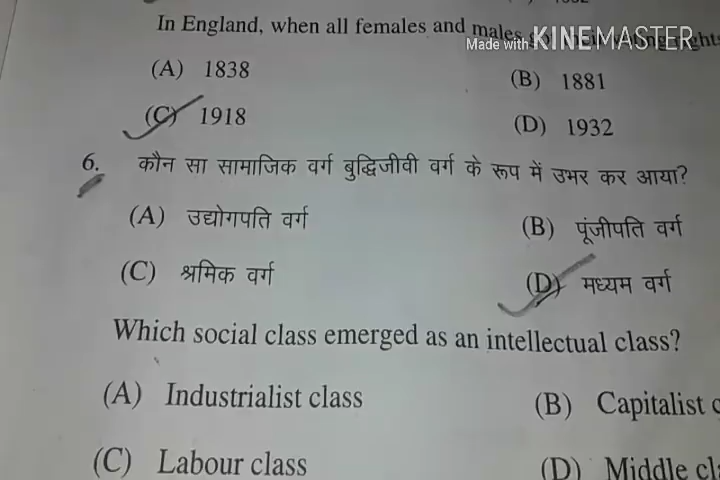 In England, when all females and males
Made with KINEMASTER
(A) 1838
(B) 1881
(C) 1918
(D) 1932
6. कौन सा सामाजिक वर्ग बुद्धिजीवी वर्ग के रूप में उभर कर आया?
(A) उद्योगपति वर्ग
(B) पूंजीपति वर्ग
(C) श्रमिक वर्ग
(D) मध्यम वर्ग
Which social class emerged as an intellectual class?
(A) Industrialist class
(B) Capitalist c
(C) Labour class
(D) Middle cla